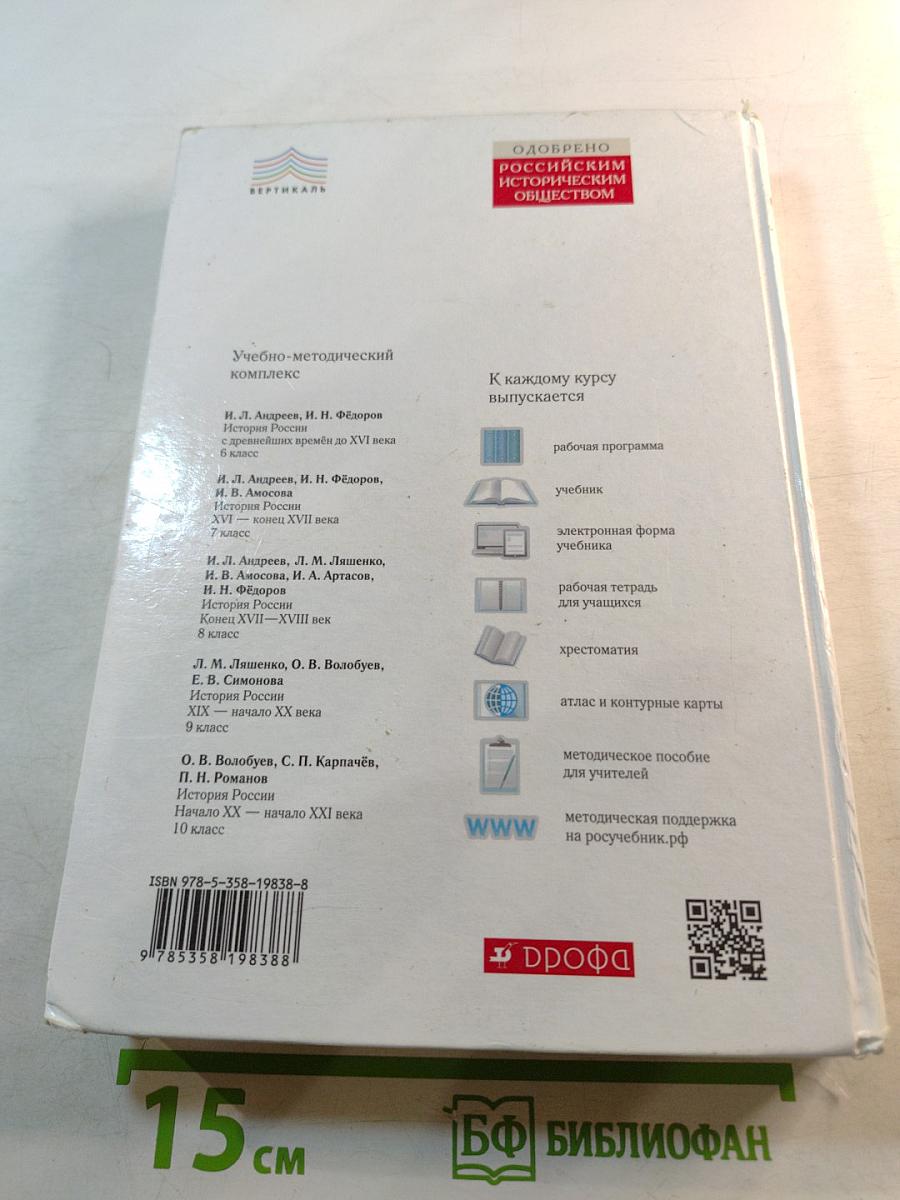 ВЕРТИКАЛЬ
ОДОБРЕНО
РОССИЙСКИМ
ИСТОРИЧЕСКИМ
ОБЩЕСТВОМ
Учебно-методический
комплекс
И. Л. Андреев, И. Н. Фёдоров
История России
с древнейших времён до XVI века
6 класс
И. Л. Андреев, И. Н. Фёдоров,
И. В. Амосова
История России
XVI — конец XVII века
7 класс
И. Л. Андреев, Л. М. Ляшенко,
И. В. Амосова, И. А. Артасов,
И. Н. Фёдоров
История России
Конец XVII—XVIII век
8 класс
Л. М. Ляшенко, О. В. Волобуев,
Е. В. Симонова
История России
XIX — начало XX века
9 класс
О. В. Волобуев, С. П. Карпачёв,
П. Н. Романов
История России
Начало XX — начало XXI века
10 класс
К каждому курсу
выпускается
рабочая программа
учебник
электронная форма
учебника
рабочая тетрадь
для учащихся
хрестоматия
атлас и контурные карты
методическое пособие
для учителей
www
методическая поддержка
на росучебник.рф
ISBN 978-5-358-19838-8
9 785358 198388
дрофа
15 см
БФ БИБЛИОФАН